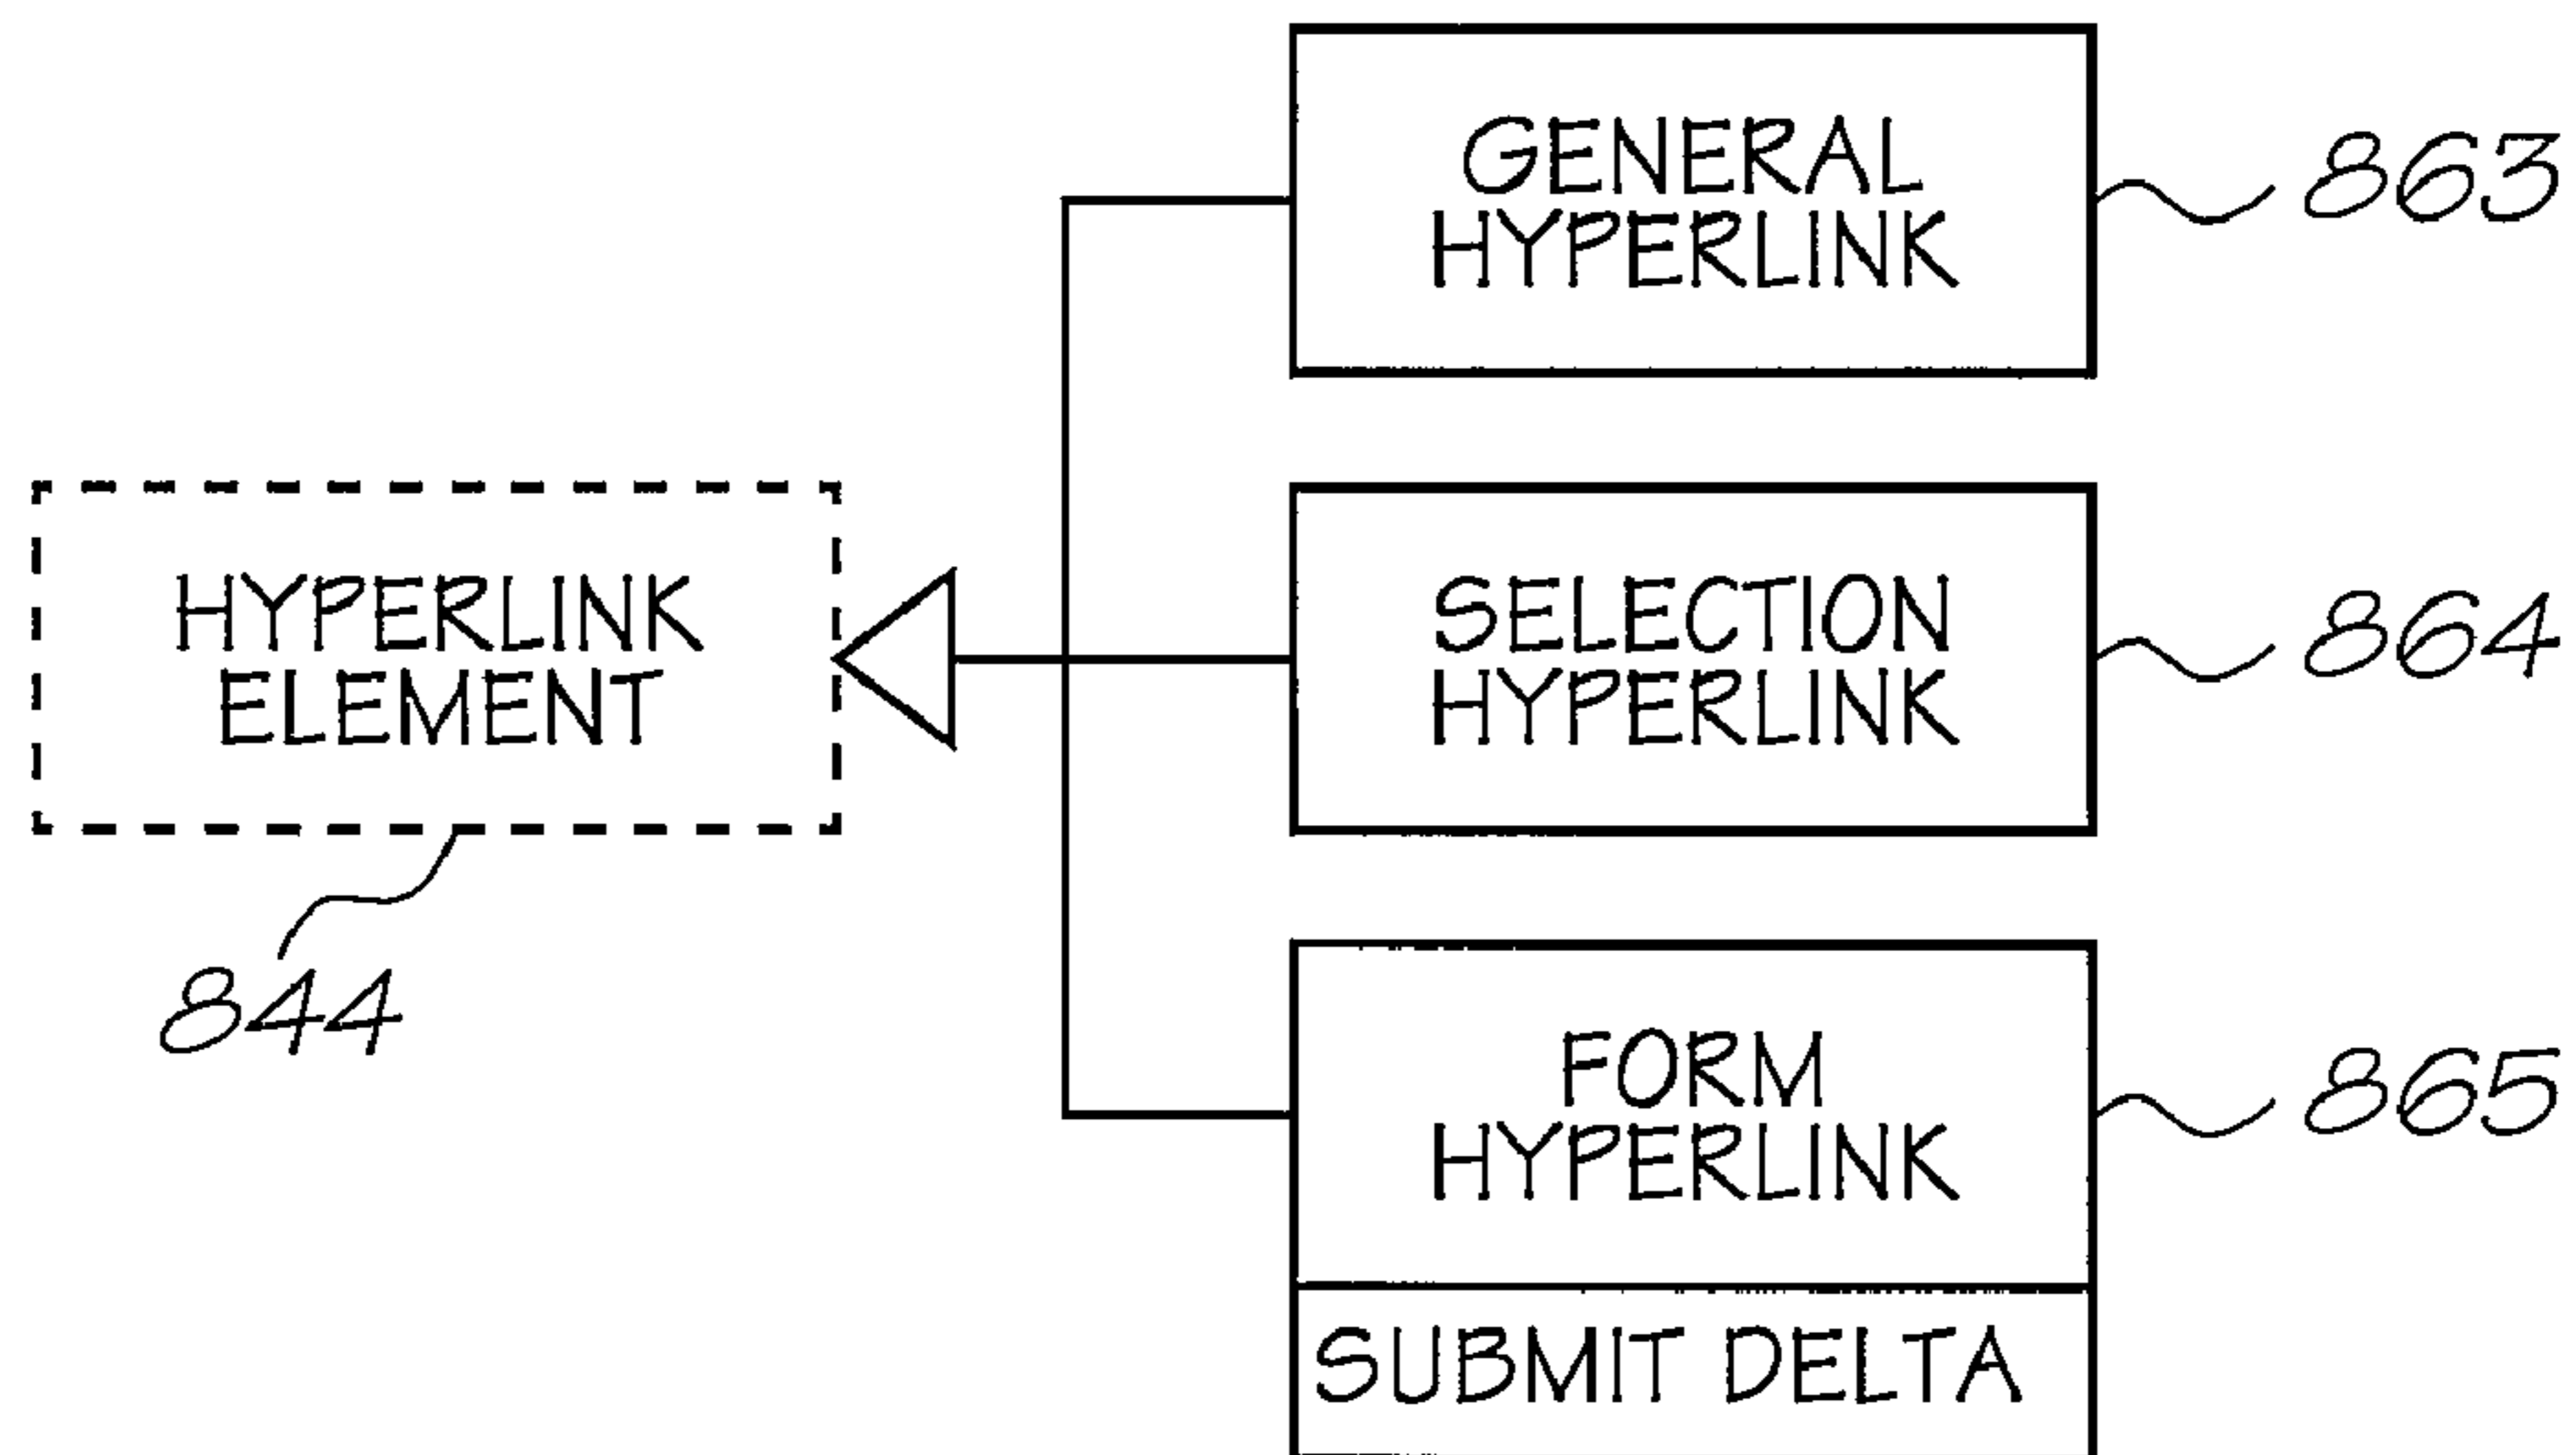 GENERAL
HYPERLINK
863
HYPERLINK
ELEMENT
844
SELECTION
HYPERLINK
864
FORM
HYPERLINK
865
SUBMIT DELTA